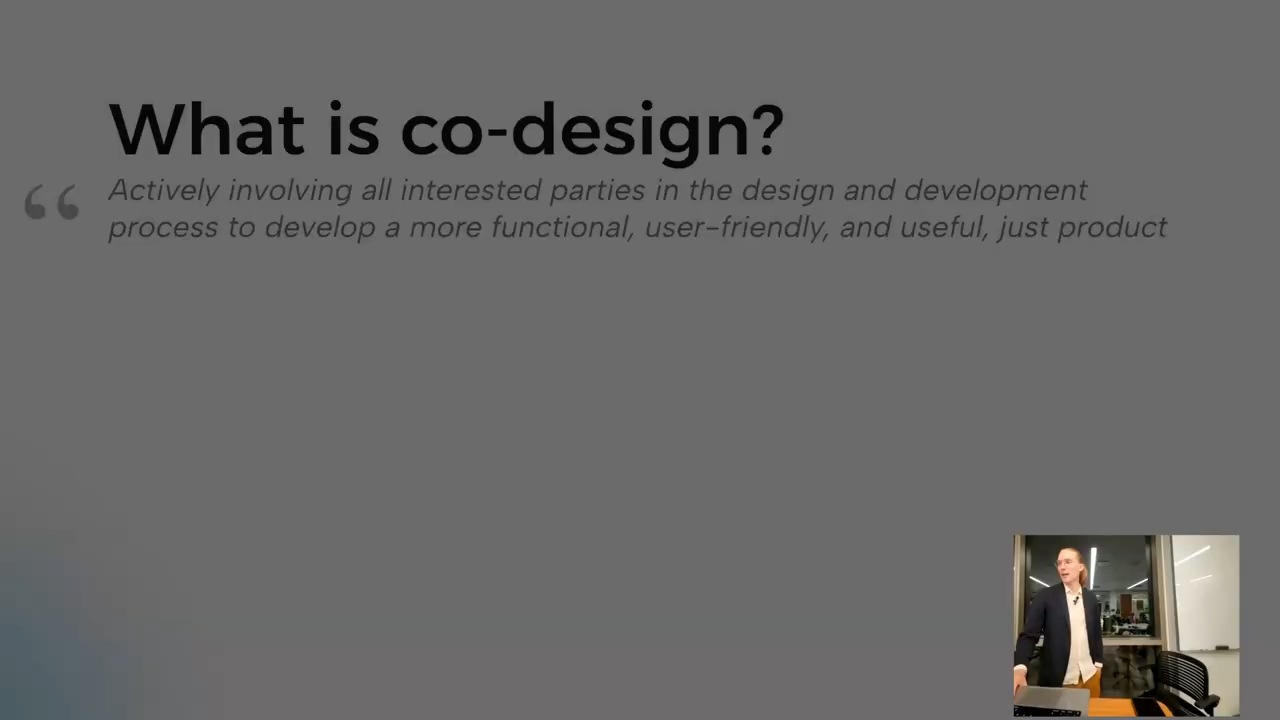 What is co-design?
“ Actively involving all interested parties in the design and development
process to develop a more functional, user-friendly, and useful, just product